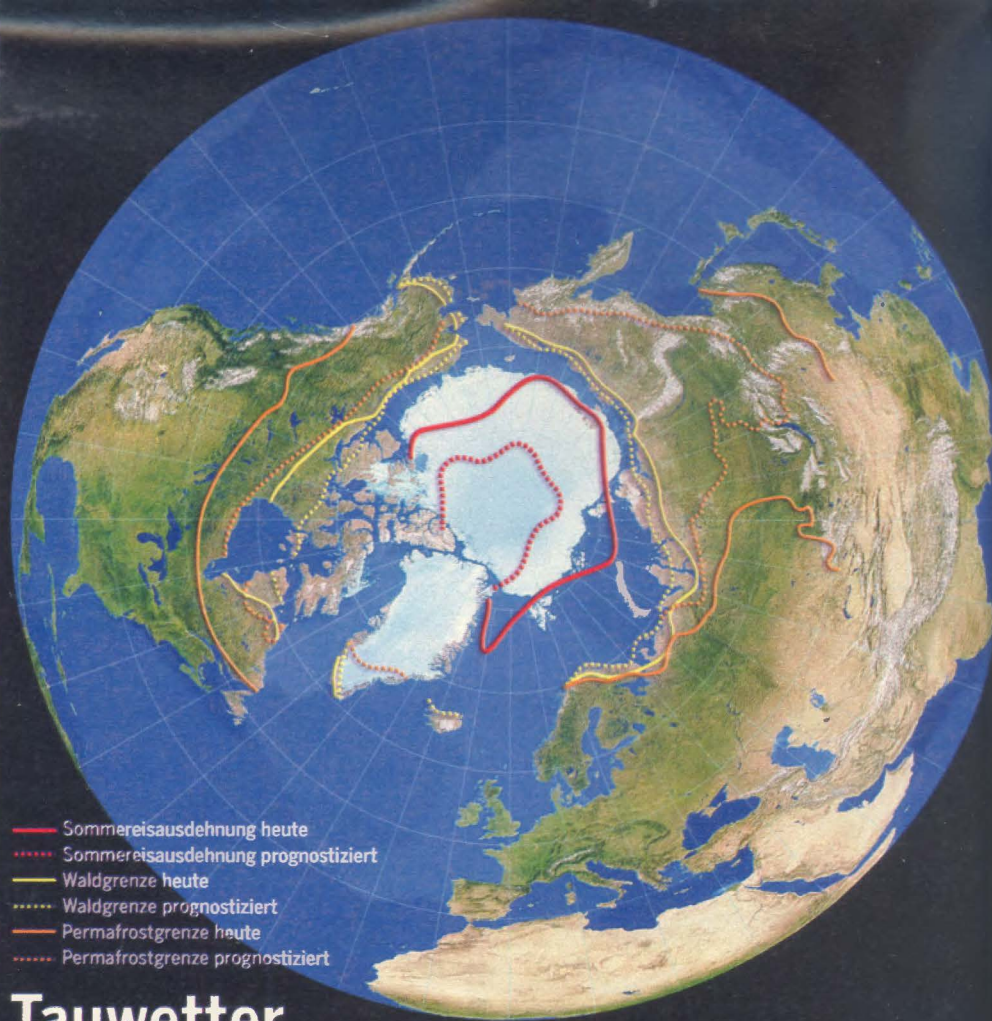 Sommereisausdehnung heute
Sommereisausdehnung prognostiziert
Waldgrenze heute
Waldgrenze prognostiziert
Permafrostgrenze heute
Permafrostgrenze prognostiziert
Tauwetter